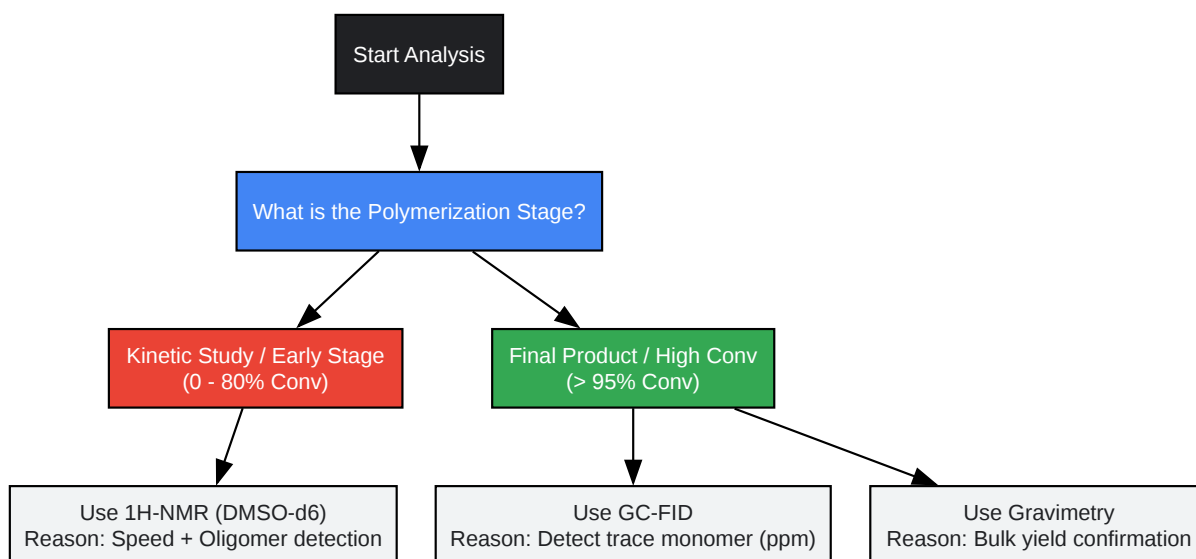 Start Analysis
What is the Polymerization Stage?
Kinetic Study / Early Stage
(0 - 80% Conv)
Final Product / High Conv
(> 95% Conv)
Use 1H-NMR (DMSO-d6)
Reason: Speed + Oligomer detection
Use GC-FID
Reason: Detect trace monomer (ppm)
Use Gravimetry
Reason: Bulk yield confirmation